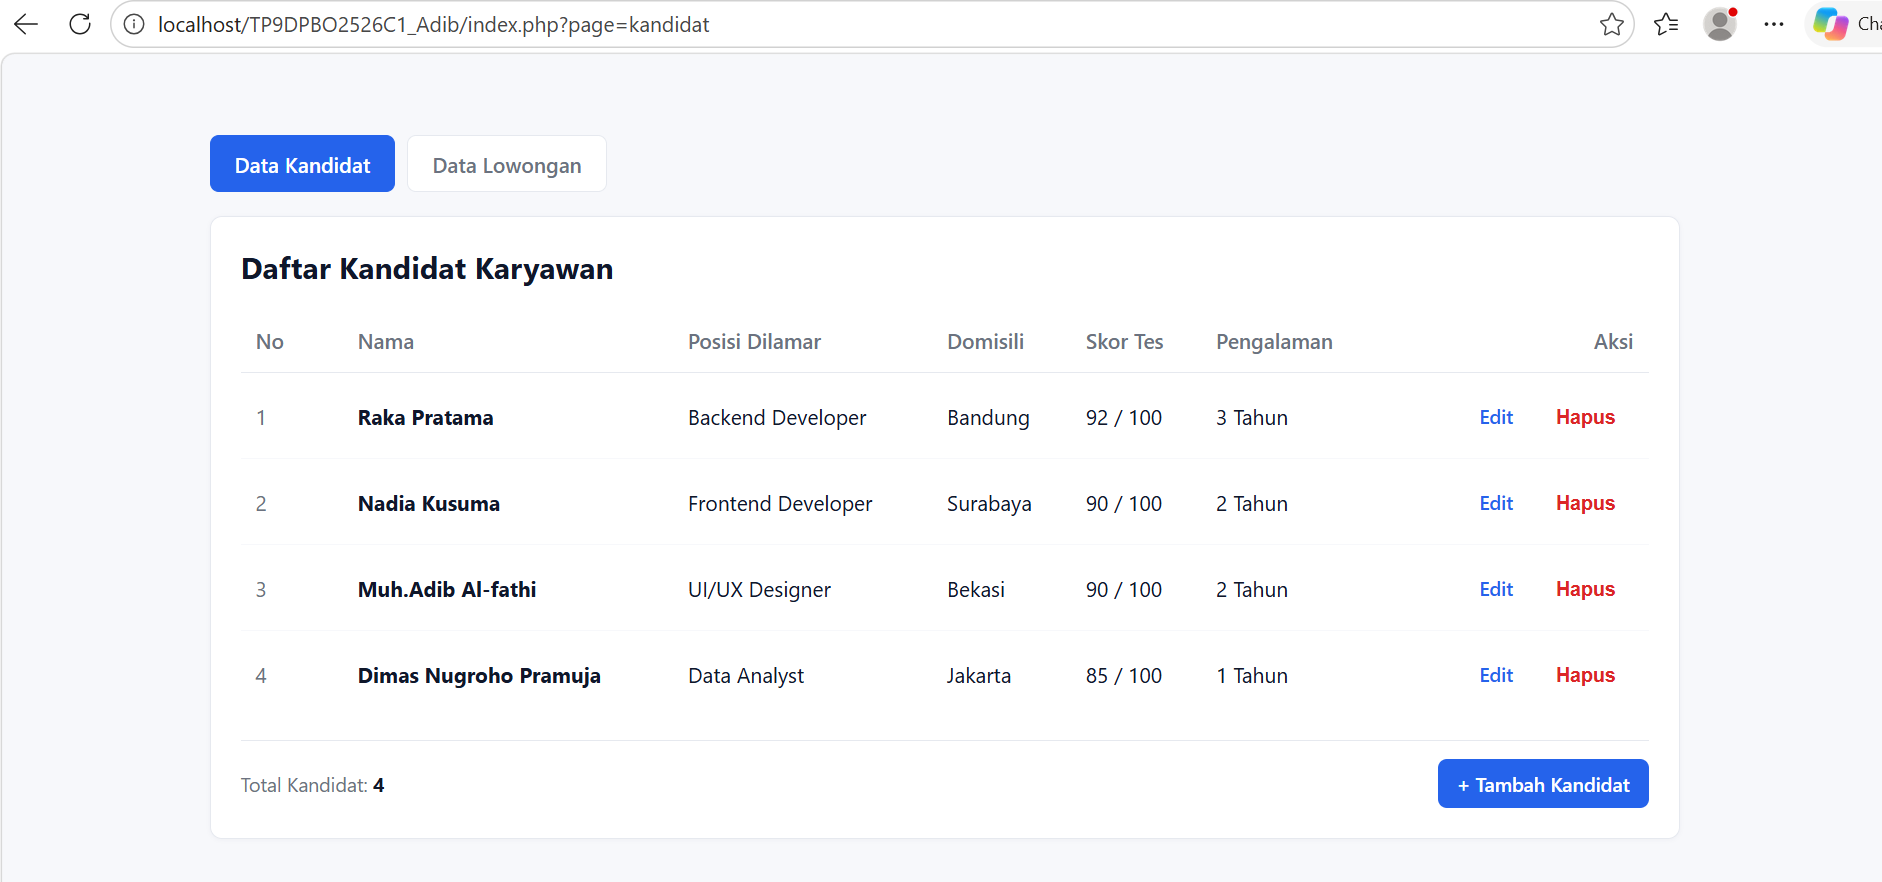 localhost/TP9DPBO2526C1_Adib/index.php?page=kandidat
Data Kandidat Data Lowongan
Daftar Kandidat Karyawan
No Nama Posisi Dilamar Domisili Skor Tes Pengalaman Aksi
1 Raka Pratama Backend Developer Bandung 92 / 100 3 Tahun Edit Hapus
2 Nadia Kusuma Frontend Developer Surabaya 90 / 100 2 Tahun Edit Hapus
3 Muh.Adib Al-fathi UI/UX Designer Bekasi 90 / 100 2 Tahun Edit Hapus
4 Dimas Nugroho Pramuja Data Analyst Jakarta 85 / 100 1 Tahun Edit Hapus
Total Kandidat: 4 + Tambah Kandidat